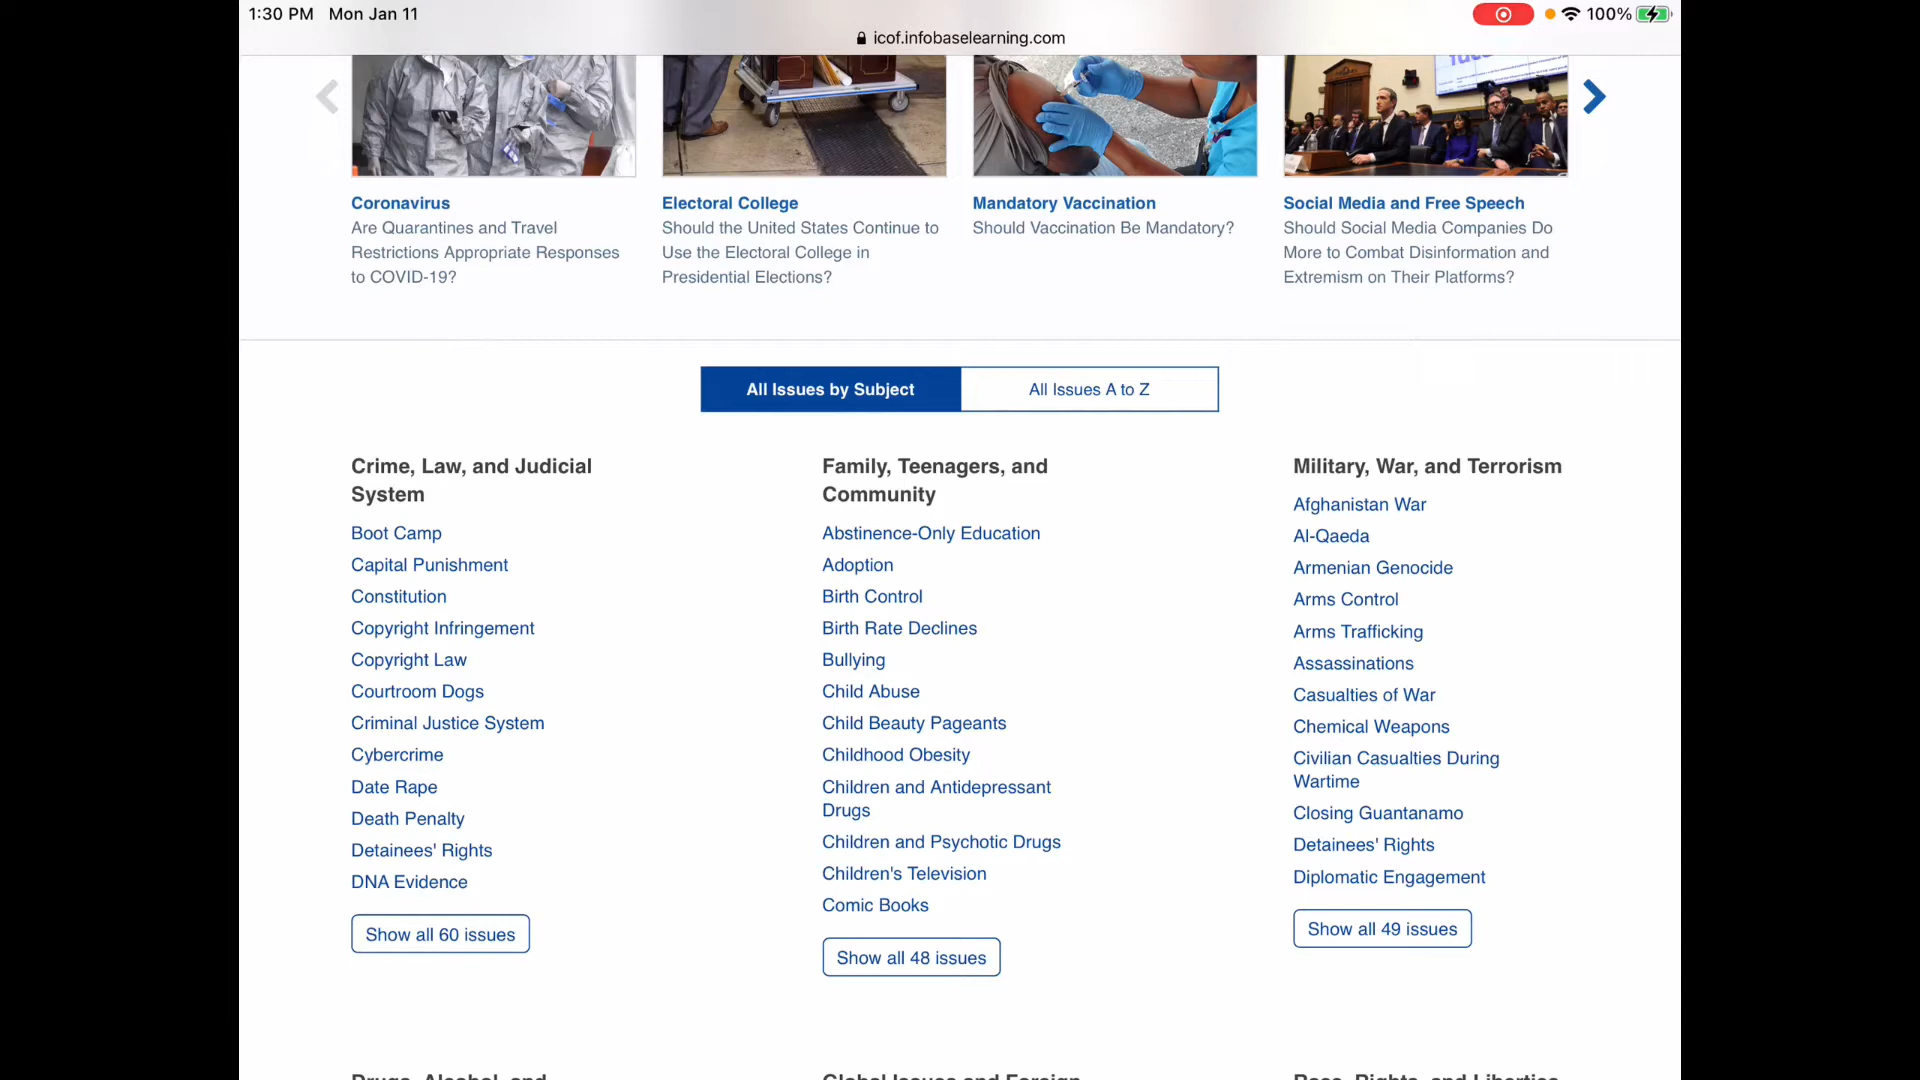 1:30 PM Mon Jan 11
100%
icof.infobaselearning.com
Coronavirus
Are Quarantines and Travel
Restrictions Appropriate Responses
to COVID-19?
Electoral College
Should the United States Continue to
Use the Electoral College in
Presidential Elections?
Mandatory Vaccination
Should Vaccination Be Mandatory?
Social Media and Free Speech
Should Social Media Companies Do
More to Combat Disinformation and
Extremism on Their Platforms?
All Issues by Subject
All Issues A to Z
Crime, Law, and Judicial
System
Boot Camp
Capital Punishment
Constitution
Copyright Infringement
Copyright Law
Courtroom Dogs
Criminal Justice System
Cybercrime
Date Rape
Death Penalty
Detainees' Rights
DNA Evidence
Show all 60 issues
Family, Teenagers, and
Community
Abstinence-Only Education
Adoption
Birth Control
Birth Rate Declines
Bullying
Child Abuse
Child Beauty Pageants
Childhood Obesity
Children and Antidepressant
Drugs
Children and Psychotic Drugs
Children's Television
Comic Books
Show all 48 issues
Military, War, and Terrorism
Afghanistan War
Al-Qaeda
Armenian Genocide
Arms Control
Arms Trafficking
Assassinations
Casualties of War
Chemical Weapons
Civilian Casualties During
Wartime
Closing Guantanamo
Detainees' Rights
Diplomatic Engagement
Show all 49 issues
Drugs, Alcohol, and
Global Issues and Foreign
Race, Rights, and Liberties